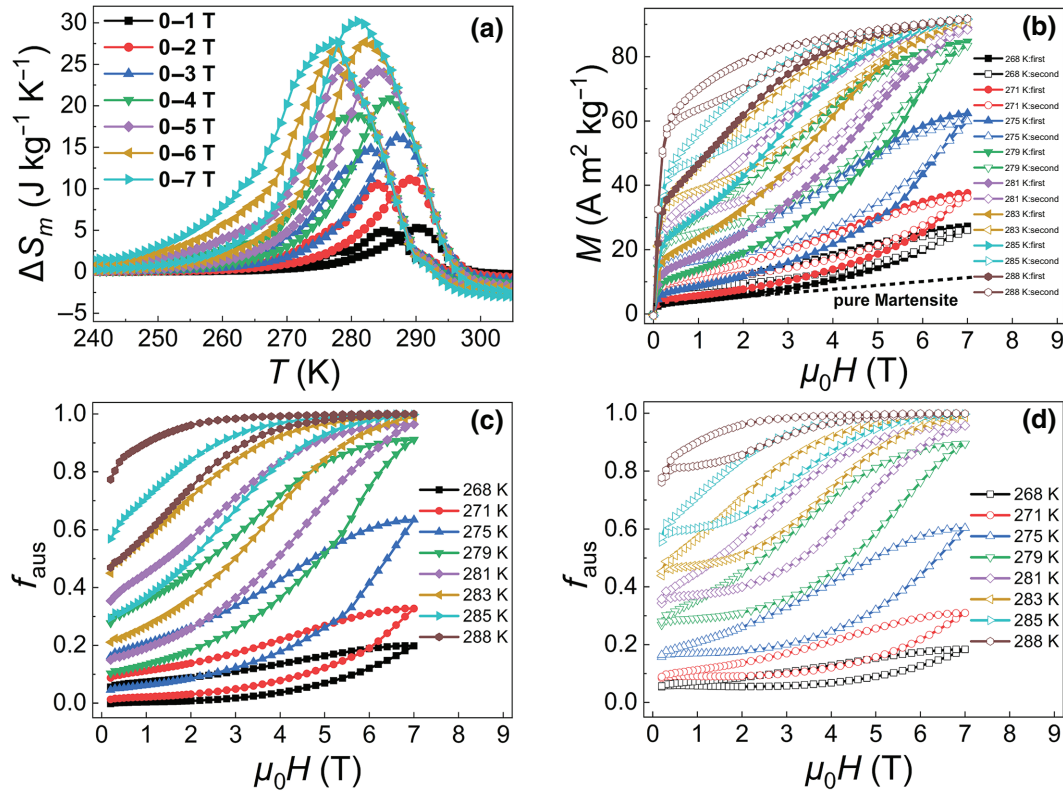 (a)
0–1 T
0–2 T
0–3 T
0–4 T
0–5 T
0–6 T
0–7 T
30
25
20
15
10
5
0
–5
ΔSm (J kg−1 K−1)
240 250 260 270 280 290 300
T (K)
(b)
80
60
40
20
0
M (A m2 kg−1)
268 K:first
268 K:second
271 K:first
271 K:second
275 K:first
275 K:second
279 K:first
279 K:second
281 K:first
281 K:second
283 K:first
283 K:second
285 K:first
285 K:second
288 K:first
288 K:second
pure Martensite
0 1 2 3 4 5 6 7 8 9
μ0H (T)
(c)
1.0
0.8
0.6
0.4
0.2
0.0
faus
268 K
271 K
275 K
279 K
281 K
283 K
285 K
288 K
0 1 2 3 4 5 6 7 8 9
μ0H (T)
(d)
1.0
0.8
0.6
0.4
0.2
0.0
faus
268 K
271 K
275 K
279 K
281 K
283 K
285 K
288 K
0 1 2 3 4 5 6 7 8 9
μ0H (T)